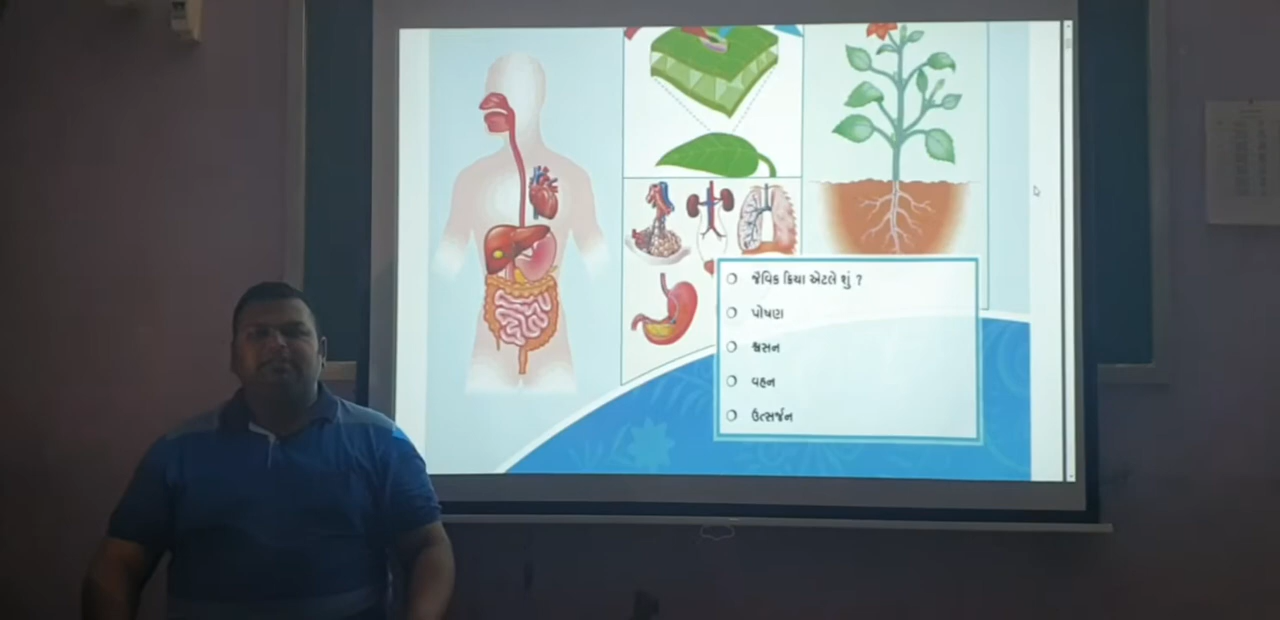 જૈવિક ક્રિયા એટલે શું ?
પોષણ
શ્વસન
વહન
ઉત્સર્જન